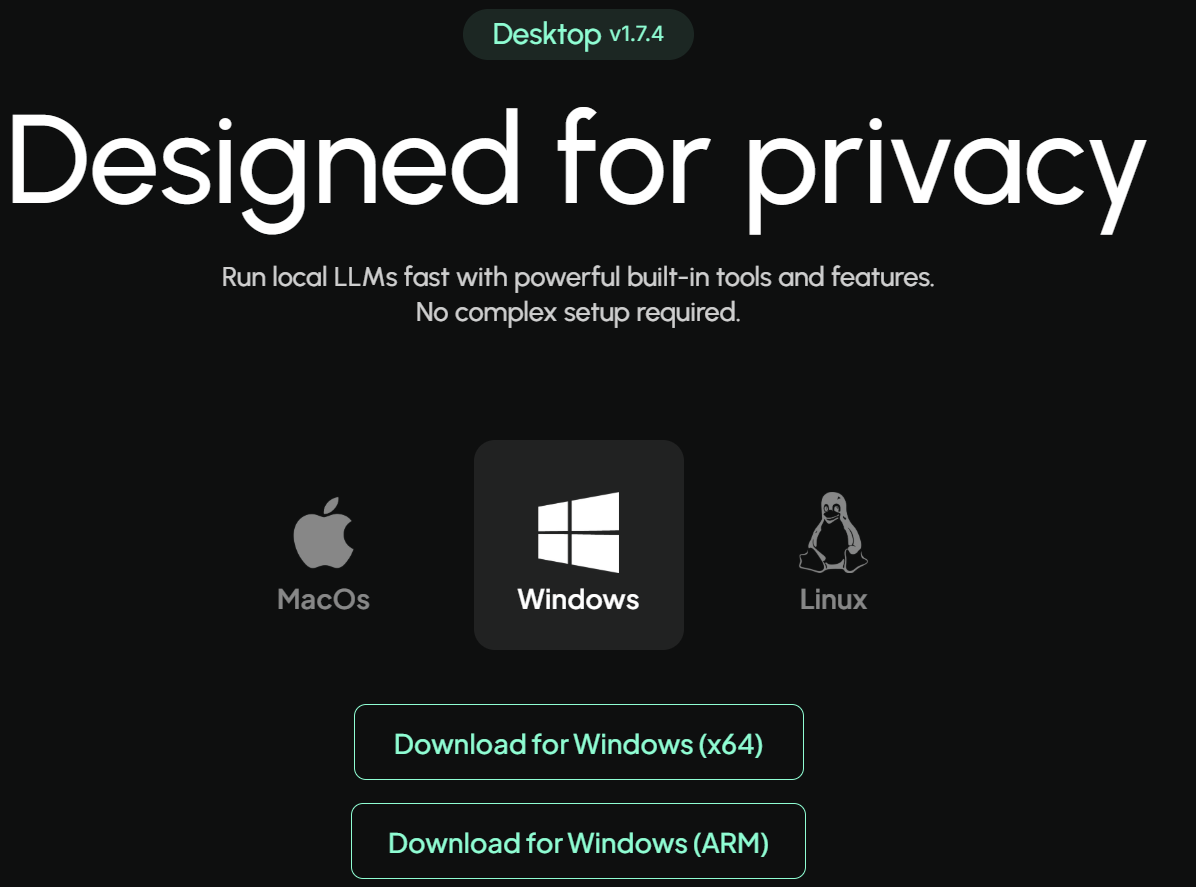 Desktop v1.7.4
Designed for privacy
Run local LLMs fast with powerful built-in tools and features.
No complex setup required.
MacOs
Windows
Linux
Download for Windows (x64)
Download for Windows (ARM)